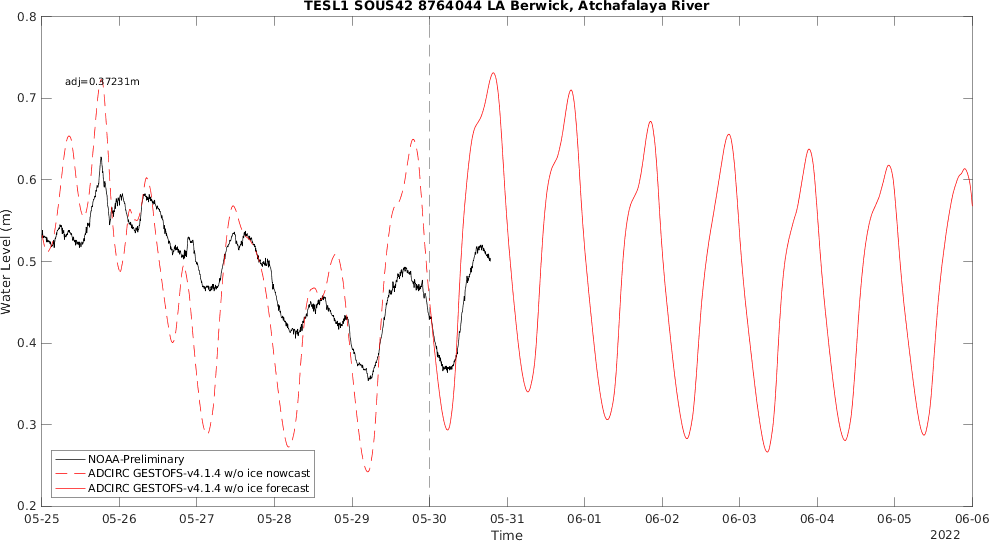 TESL1 SOUS42 8764044 LA Berwick, Atchafalaya River
0.8
0.7
0.6
0.5
0.4
0.3
0.2
Water Level (m)
adj=0.37231m
NOAA-Preliminary
ADCIRC GESTOFS-v4.1.4 w/o ice nowcast
ADCIRC GESTOFS-v4.1.4 w/o ice forecast
05-25 05-26 05-27 05-28 05-29 05-30 05-31 06-01 06-02 06-03 06-04 06-05 06-06
Time
2022